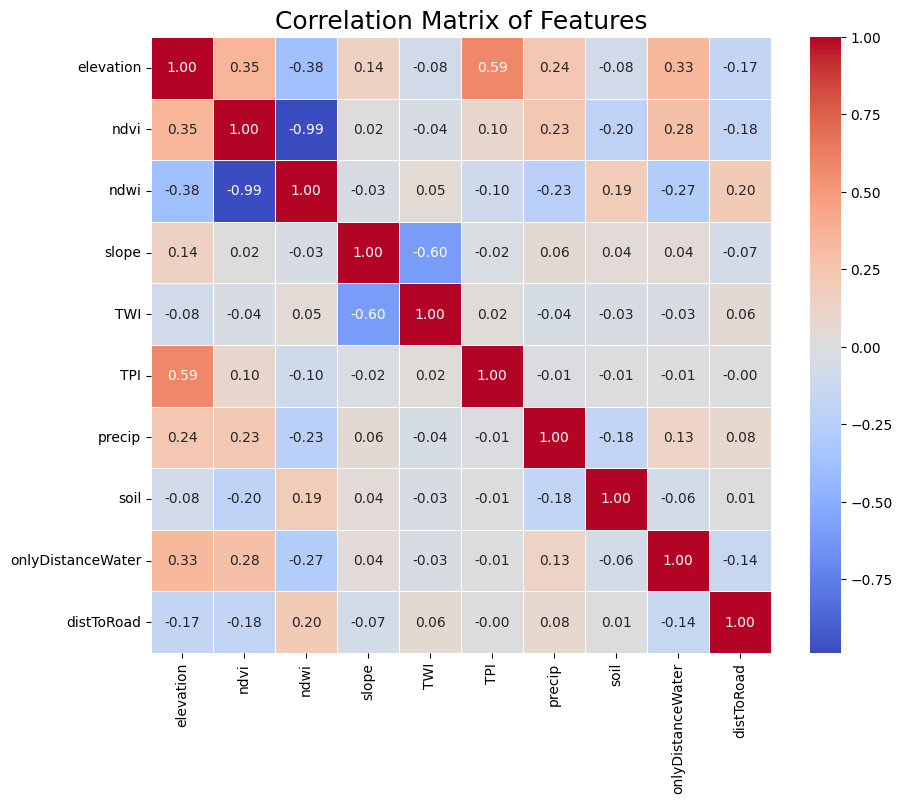 Correlation Matrix of Features
elevation 1.00 0.35 -0.38 0.14 -0.08 0.59 0.24 -0.08 0.33 -0.17
ndvi 0.35 1.00 -0.99 0.02 -0.04 0.10 0.23 -0.20 0.28 -0.18
ndwi -0.38 -0.99 1.00 -0.03 0.05 -0.10 -0.23 0.19 -0.27 0.20
slope 0.14 0.02 -0.03 1.00 -0.60 -0.02 0.06 0.04 0.04 -0.07
TWI -0.08 -0.04 0.05 -0.60 1.00 0.02 -0.04 -0.03 -0.03 0.06
TPI 0.59 0.10 -0.10 -0.02 0.02 1.00 -0.01 -0.01 -0.01 -0.00
precip 0.24 0.23 -0.23 0.06 -0.04 -0.01 1.00 -0.18 0.13 0.08
soil -0.08 -0.20 0.19 0.04 -0.03 -0.01 -0.18 1.00 -0.06 0.01
onlyDistanceWater 0.33 0.28 -0.27 0.04 -0.03 -0.01 0.13 -0.06 1.00 -0.14
distToRoad -0.17 -0.18 0.20 -0.07 0.06 -0.00 0.08 0.01 -0.14 1.00
elevation
ndvi
ndwi
slope
TWI
TPI
precip
soil
onlyDistanceWater
distToRoad
1.00
0.75
0.50
0.25
0.00
−0.25
−0.50
−0.75